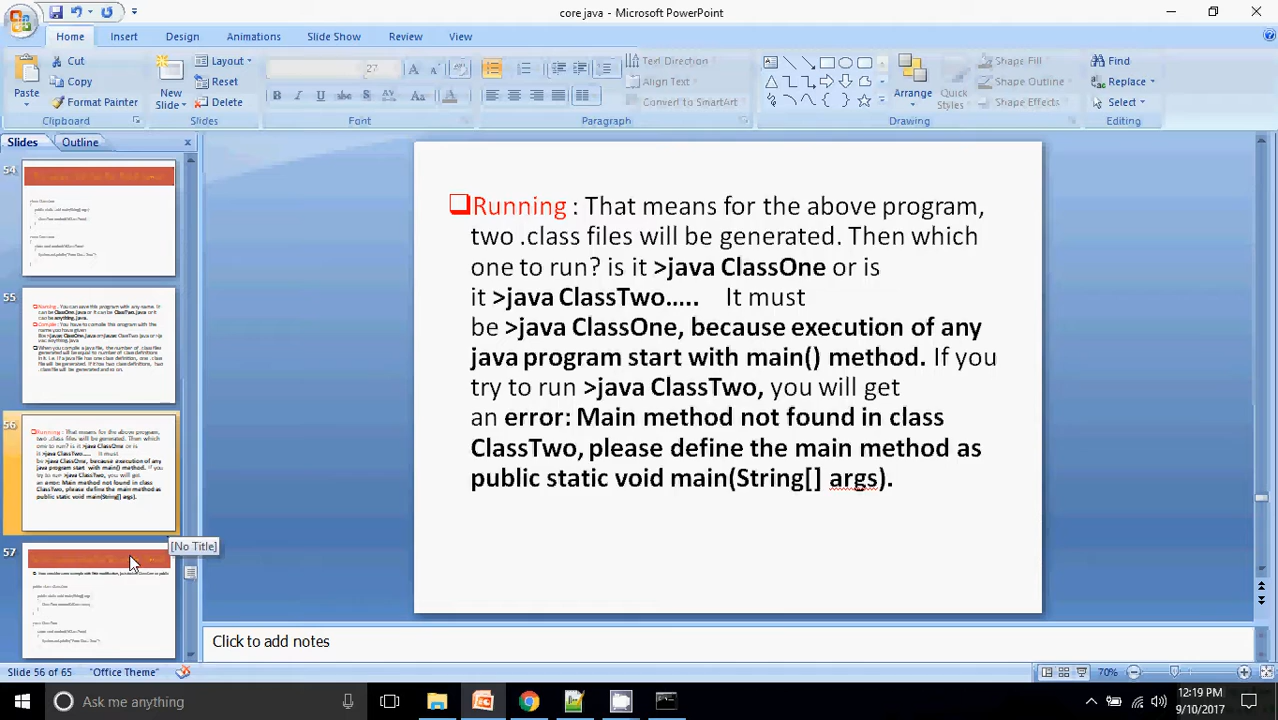 core java - Microsoft PowerPoint
Home Insert Design Animations Slide Show Review View
Paste
Cut
Copy
Format Painter
Clipboard
New Slide
Layout
Reset
Delete
Slides
27
Font
Text Direction
Align Text
Convert to SmartArt
Paragraph
Arrange
Quick Styles
Shape Fill
Shape Outline
Shape Effects
Drawing
Find
Replace
Select
Editing
Slides Outline
54
55
56
57
[No Title]
Running : That means for the above program,
two .class files will be generated. Then which
one to run? is it >java ClassOne or is
it >java ClassTwo..... It must
be >java ClassOne, because execution of any
java program start with main() method. If you
try to run >java ClassTwo, you will get
an error: Main method not found in class
ClassTwo, please define the main method as
public static void main(String[] args).
Click to add notes
Slide 56 of 65 "Office Theme" 70%
Ask me anything
9/10/2017